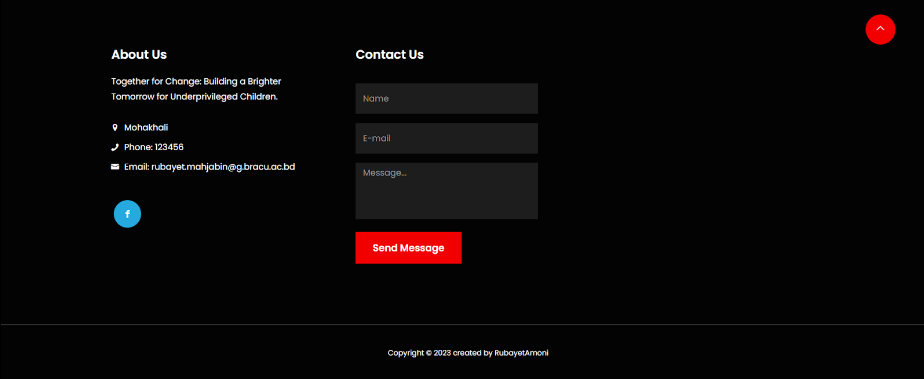 About Us
Together for Change: Building a Brighter
Tomorrow for Underprivileged Children.
Mohakhali
Phone: 123456
Email: rubayet.mahjabin@g.bracu.ac.bd
Contact Us
Name
E-mail
Message...
Send Message
Copyright © 2023 created by RubayetAmoni